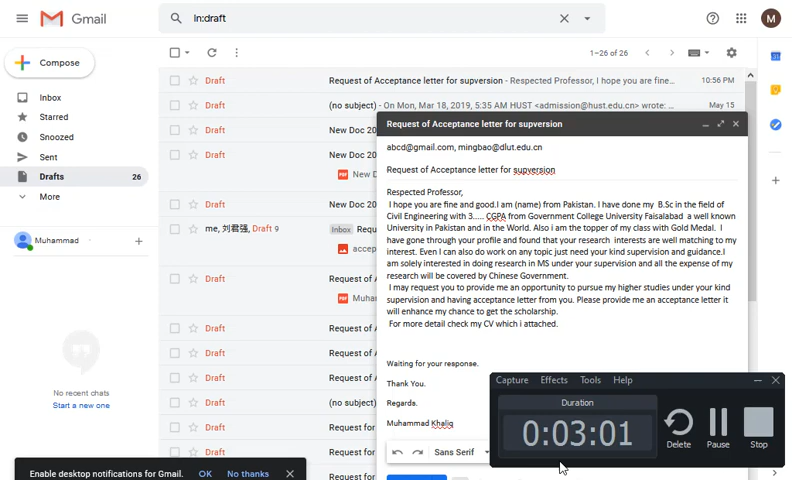 Gmail
in:draft
M
Compose
1–26 of 26
Inbox
Starred
Snoozed
Sent
Drafts 26
More
Muhammad
No recent chats
Start a new one
Draft Request of Acceptance letter for supversion - Respected Professor, I hope you are fine... 10:56 PM
Draft (no subject) - On Mon, Mar 18, 2019, 5:35 AM HUST <admission@hust.edu.cn> wrote: ... May 15
Draft New Doc 20
Draft New Doc 20
PDF New D
Draft New Doc 20
me, 刘君强, Draft 9 Inbox Requ
accep
Draft Request of A
PDF Muha
Draft Request of A
Draft Request of A
Draft Request of A
Draft (no subject)
Draft Request for
Draft Request of A
Request for
Request of Acceptance letter for supversion
abcd@gmail.com, mingbao@dlut.edu.cn
Request of Acceptance letter for supversion
Respected Professor,
I hope you are fine and good.I am (name) from Pakistan. I have done my B.Sc in the field of
Civil Engineering with 3..... CGPA from Government College University Faisalabad a well known
University in Pakistan and in the World. Also i am the topper of my class with Gold Medal. I
have gone through your profile and found that your research interests are well matching to my
interest. Even I can also do work on any topic just need your kind supervision and guidance.I
am solely interested in doing research in MS under your supervision and all the expense of my
research will be covered by Chinese Government.
I may request you to provide me an opportunity to pursue my higher studies under your kind
supervision and having acceptance letter from you. Please provide me an acceptance letter it
will enhance my chance to get the scholarship.
For more detail check my CV which i attached.
Waiting for your response.
Thank You.
Regards.
Muhammad Khaliq
Sans Serif
Capture Effects Tools Help
Duration
0:03:01
Delete Pause Stop
Enable desktop notifications for Gmail. OK No thanks